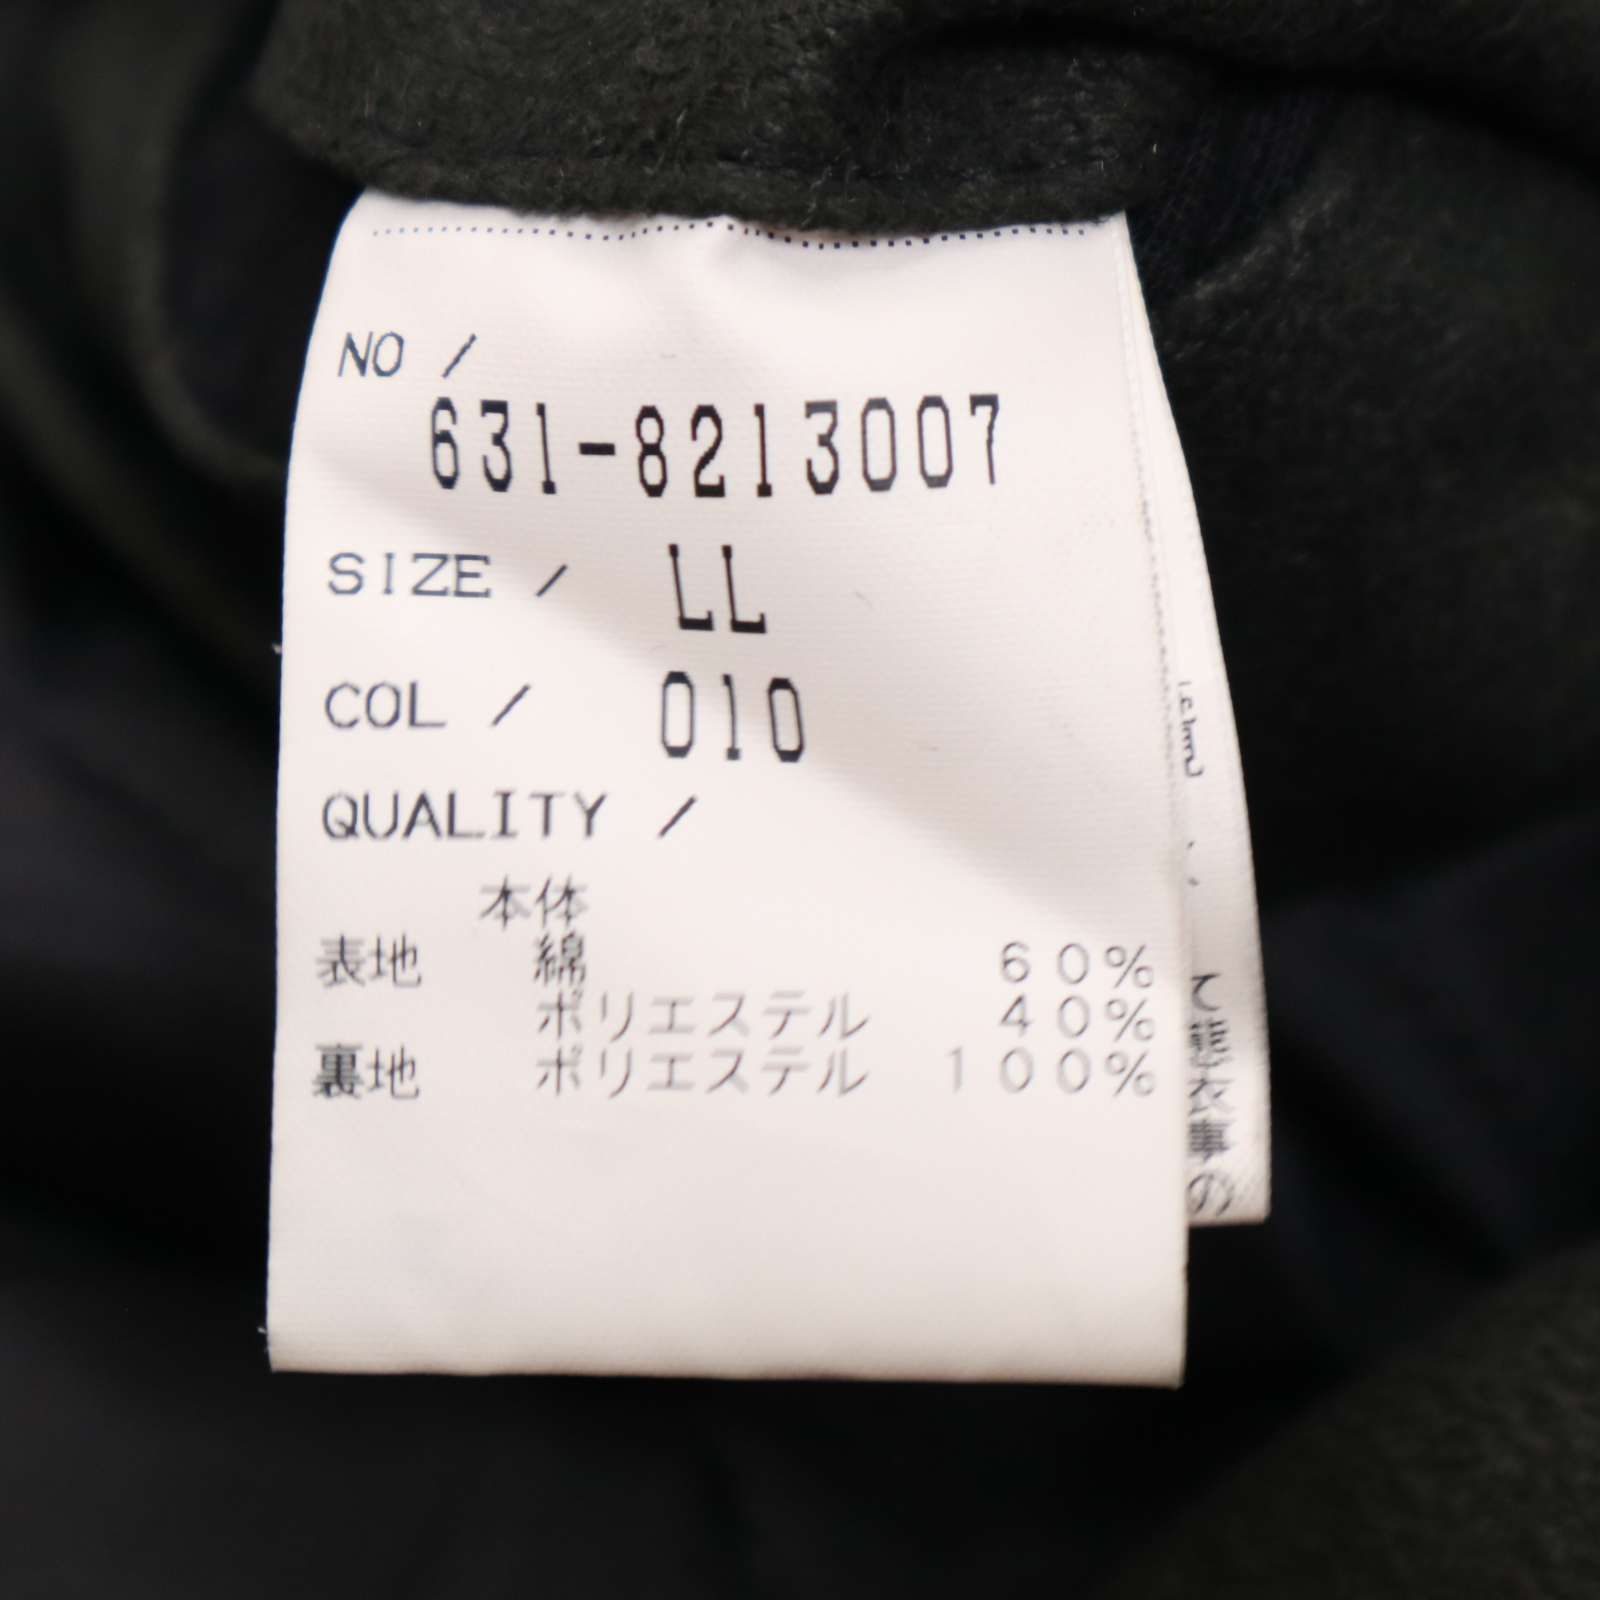 NO /
631-8213007
SIZE / LL
COL / 010
QUALITY /
本体
表地 綿 60%
ポリエステル 40%
裏地 ポリエステル 100%